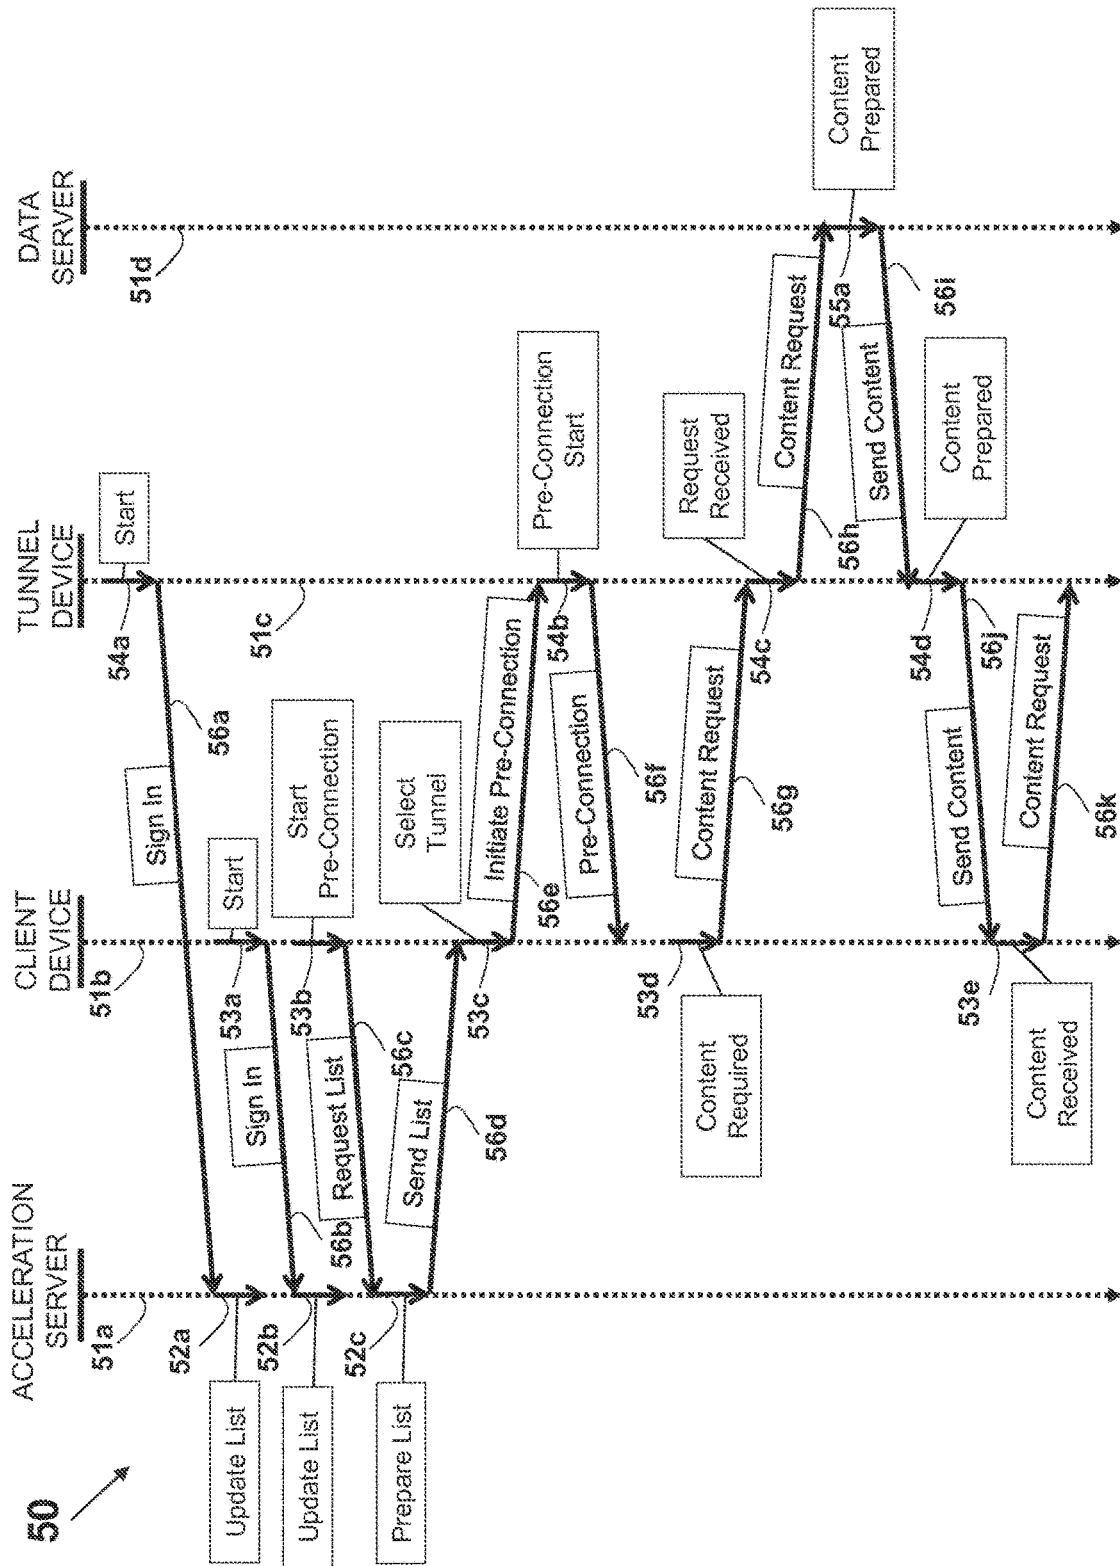 50
ACCELERATION
SERVER
CLIENT
DEVICE
TUNNEL
DEVICE
DATA
SERVER
51a
51b
54a
Start
51d
Sign In
56a
52a
Update List
53a
Start
51c
Sign In
56b
52b
Update List
53b
Start
Pre-Connection
Request List
56c
52c
Prepare List
Send List
56d
53c
Select
Tunnel
Initiate Pre-Connection
56e
54b
Pre-Connection
Start
Pre-Connection
56f
53d
Content
Required
Content Request
56g
54c
Request
Received
Content Request
56h
55a
Content
Prepared
Send Content
56i
54d
Content
Prepared
Send Content
56j
53e
Content
Received
Content Request
56k